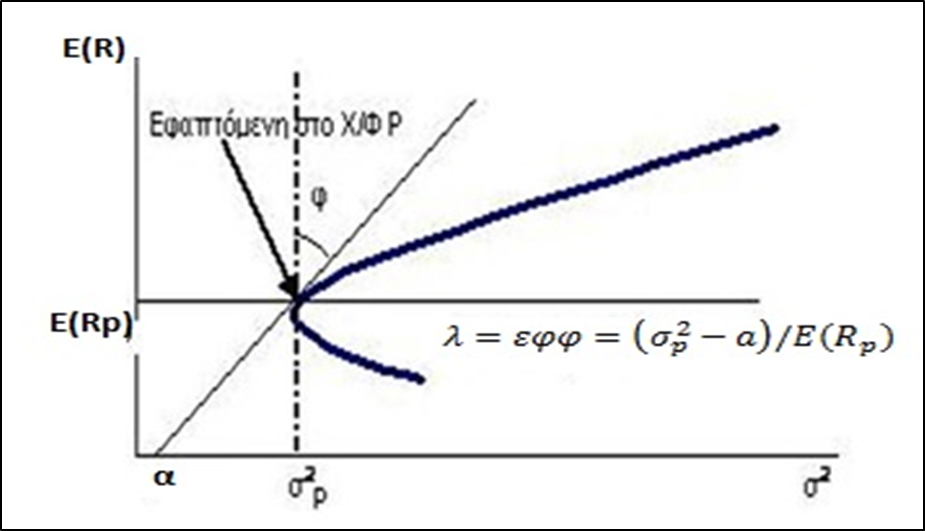 E(R)
Εφαπτόμενη στο Χ/Φ P
φ
E(Rp)
λ = εφφ = (σ²ₚ − a)/E(Rₚ)
α
σ²p
σ²